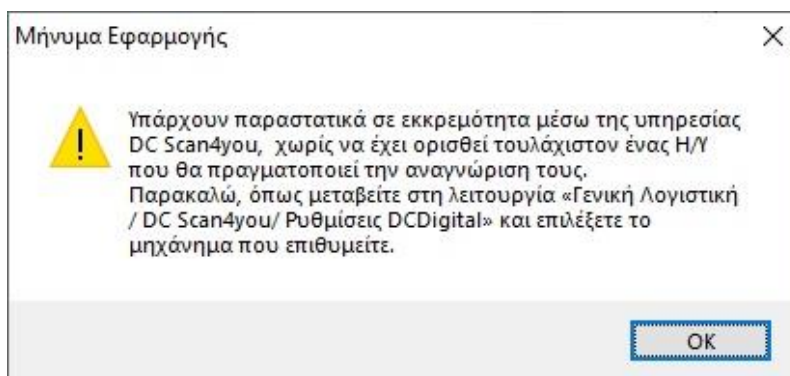 Μήνυμα Εφαρμογής
Υπάρχουν παραστατικά σε εκκρεμότητα μέσω της υπηρεσίας
DC Scan4you, χωρίς να έχει ορισθεί τουλάχιστον ένας Η/Υ
που θα πραγματοποιεί την αναγνώριση τους.
Παρακαλώ, όπως μεταβείτε στη λειτουργία «Γενική Λογιστική
/ DC Scan4you/ Ρυθμίσεις DCDigital» και επιλέξετε το
μηχάνημα που επιθυμείτε.
OK